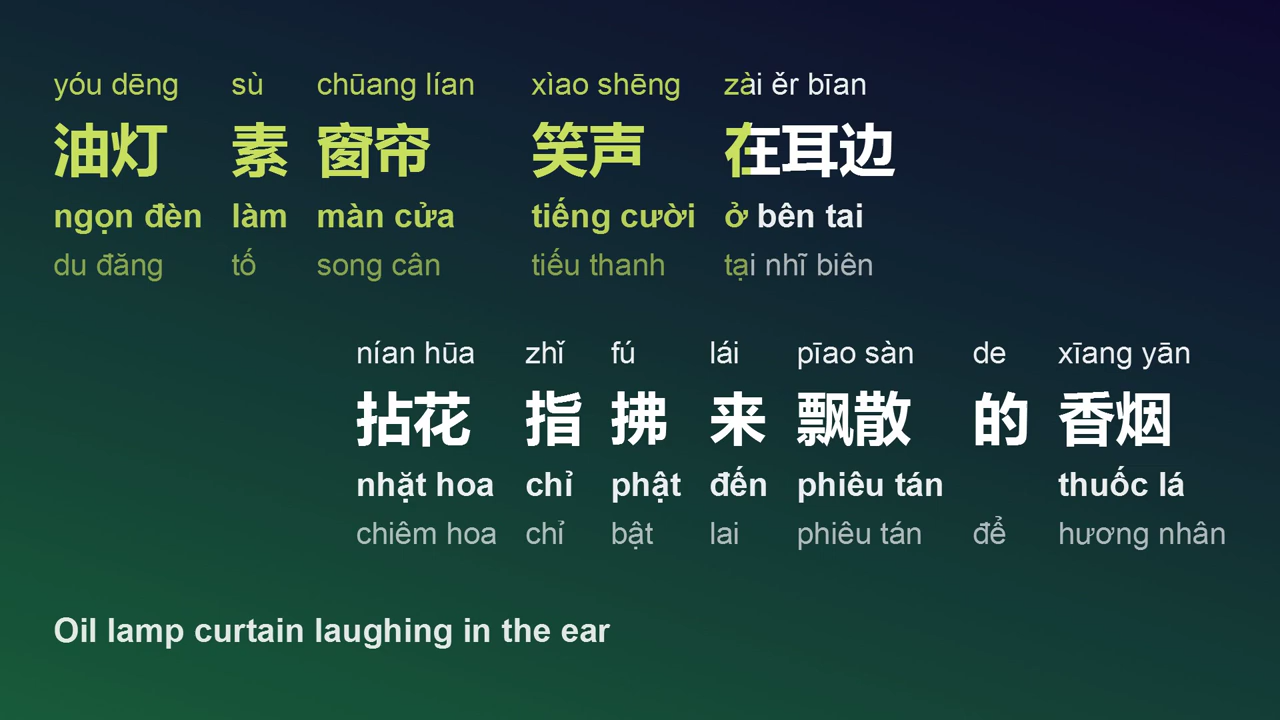 yóu dēng sù chūang lían xìao shēng zài ěr bīan
油灯 素 窗帘 笑声 在耳边
ngọn đèn làm màn cửa tiếng cười ở bên tai
du đăng tố song cân tiếu thanh tại nhĩ biên
nían hūa zhǐ fú lái pīao sàn de xīang yān
拈花 指 拂 来 飘散 的 香烟
nhặt hoa chỉ phật đến phiêu tán thuốc lá
chiêm hoa chỉ bật lai phiêu tán để hương nhân
Oil lamp curtain laughing in the ear